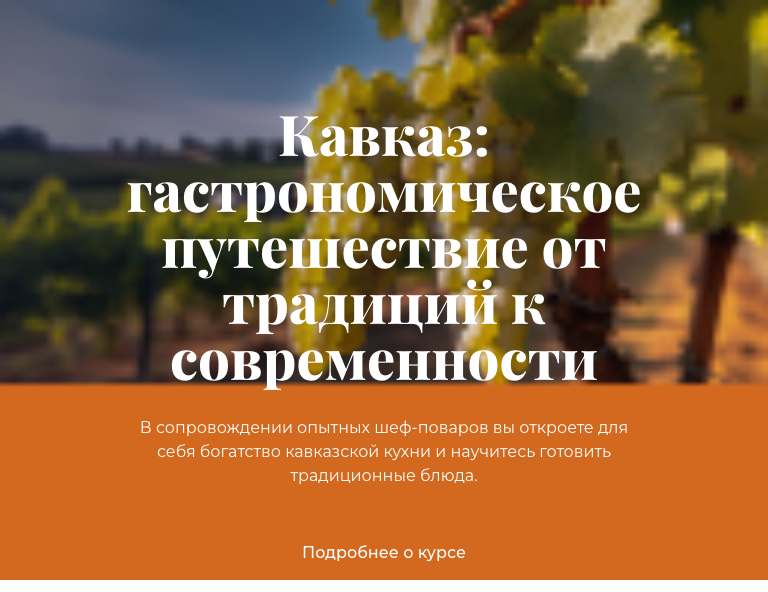 Кавказ:
гастрономическое
путешествие от
традиций к
современности
В сопровождении опытных шеф-поваров вы откроете для
себя богатство кавказской кухни и научитесь готовить
традиционные блюда.
Подробнее о курсе